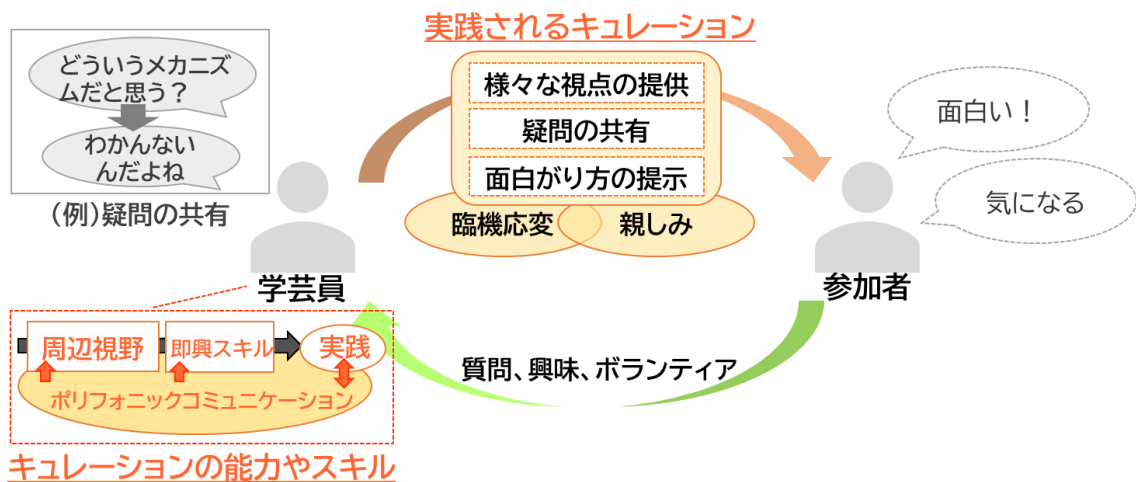 実践されるキュレーション
どういうメカニズ
ムだと思う？
わかんない
んだよね
（例）疑問の共有
様々な視点の提供
疑問の共有
面白がり方の提示
臨機応変
親しみ
面白い！
気になる
学芸員
参加者
質問、興味、ボランティア
周辺視野
即興スキル
実践
ポリフォニックコミュニケーション
キュレーションの能力やスキル